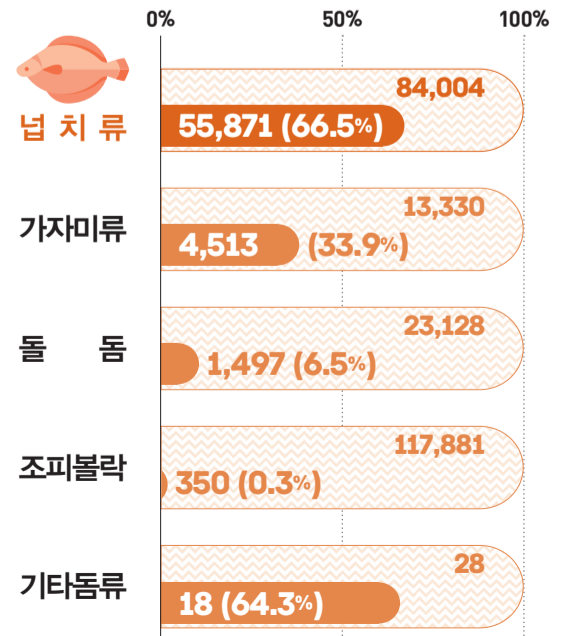 0% 50% 100%
84,004
넙치류 55,871 (66.5%)
13,330
가자미류 4,513 (33.9%)
23,128
돌돔 1,497 (6.5%)
117,881
조피볼락 350 (0.3%)
28
기타돔류 18 (64.3%)